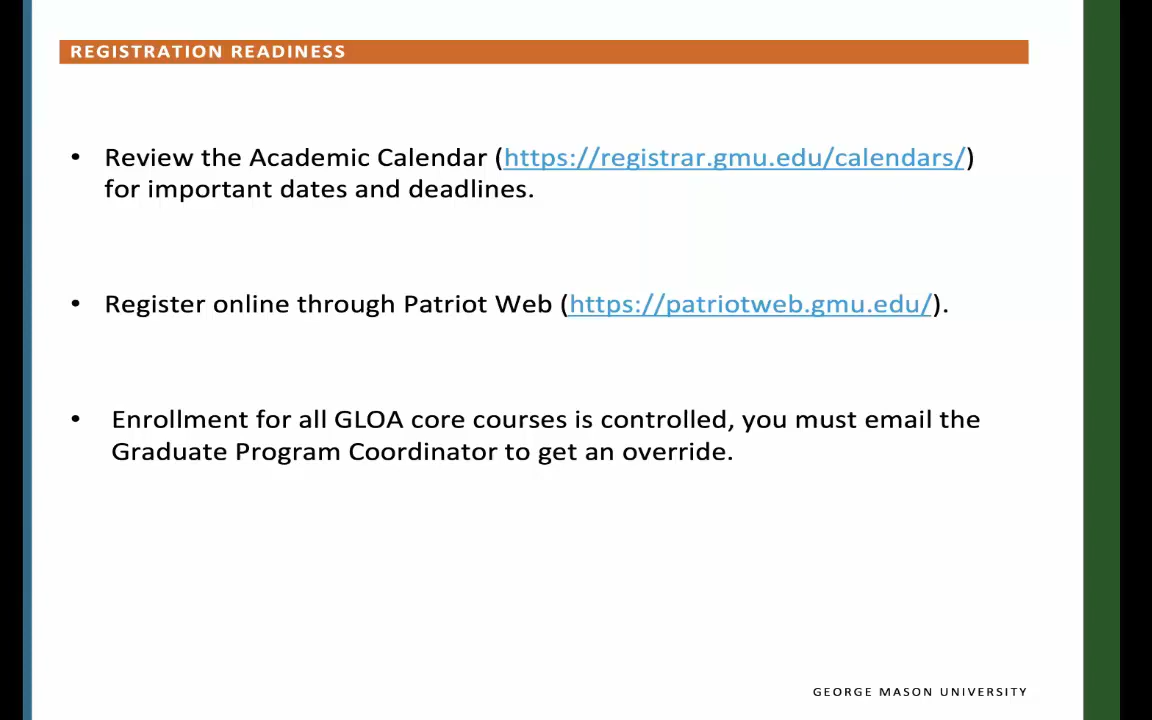 REGISTRATION READINESS
• Review the Academic Calendar (https://registrar.gmu.edu/calendars/)
for important dates and deadlines.
• Register online through Patriot Web (https://patriotweb.gmu.edu/).
• Enrollment for all GLOA core courses is controlled, you must email the
Graduate Program Coordinator to get an override.
GEORGE MASON UNIVERSITY